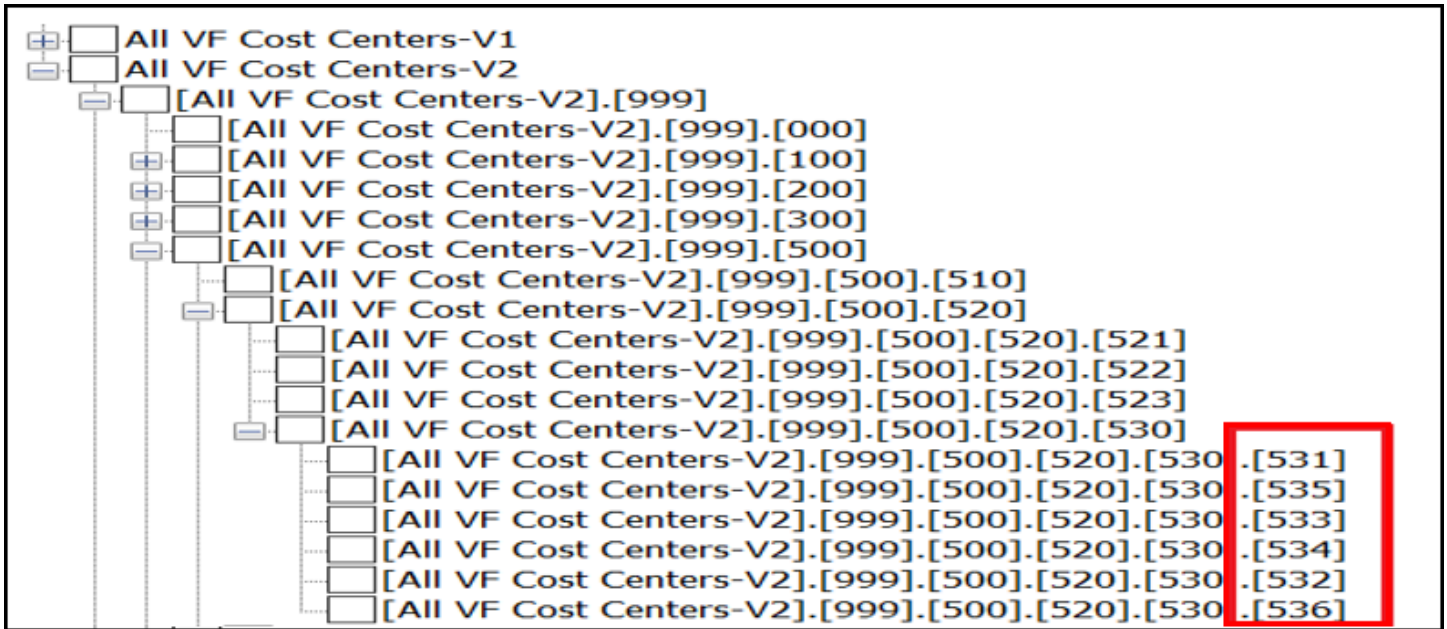 All VF Cost Centers-V1
All VF Cost Centers-V2
[All VF Cost Centers-V2].[999]
[All VF Cost Centers-V2].[999].[000]
[All VF Cost Centers-V2].[999].[100]
[All VF Cost Centers-V2].[999].[200]
[All VF Cost Centers-V2].[999].[300]
[All VF Cost Centers-V2].[999].[500]
[All VF Cost Centers-V2].[999].[500].[510]
[All VF Cost Centers-V2].[999].[500].[520]
[All VF Cost Centers-V2].[999].[500].[520].[521]
[All VF Cost Centers-V2].[999].[500].[520].[522]
[All VF Cost Centers-V2].[999].[500].[520].[523]
[All VF Cost Centers-V2].[999].[500].[520].[530]
[All VF Cost Centers-V2].[999].[500].[520].[530 .[531]
[All VF Cost Centers-V2].[999].[500].[520].[530 .[535]
[All VF Cost Centers-V2].[999].[500].[520].[530 .[533]
[All VF Cost Centers-V2].[999].[500].[520].[530 .[534]
[All VF Cost Centers-V2].[999].[500].[520].[530 .[532]
[All VF Cost Centers-V2].[999].[500].[520].[530 .[536]